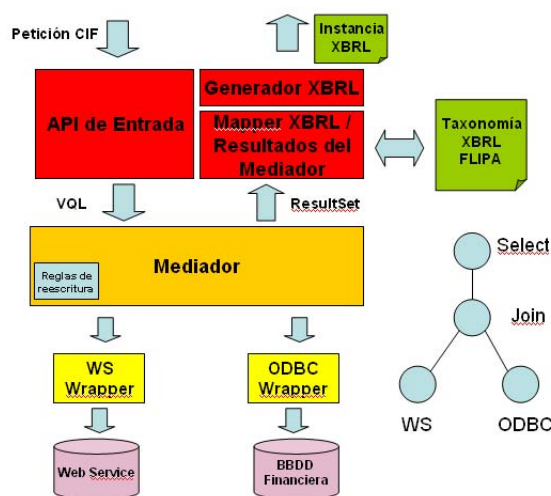 Petición CIF
Instancia
XBRL
API de Entrada
Generador XBRL
Mapper XBRL /
Resultados del
Mediador
Taxonomía
XBRL
FLIPA
VQL
ResultSet
Mediador
Reglas de
reescritura
Select
Join
WS
ODBC
WS
Wrapper
ODBC
Wrapper
Web Service
BBDD
Financiera